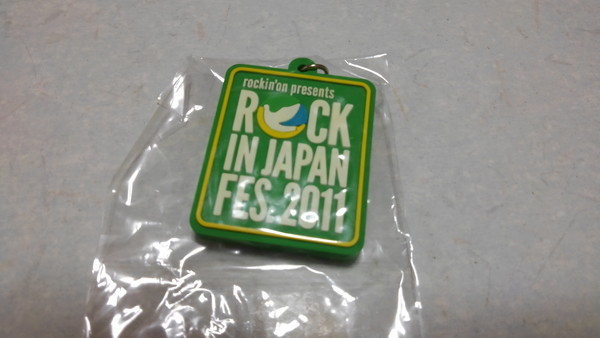 rockin'on presents
ROCK
IN JAPAN
FES. 2011